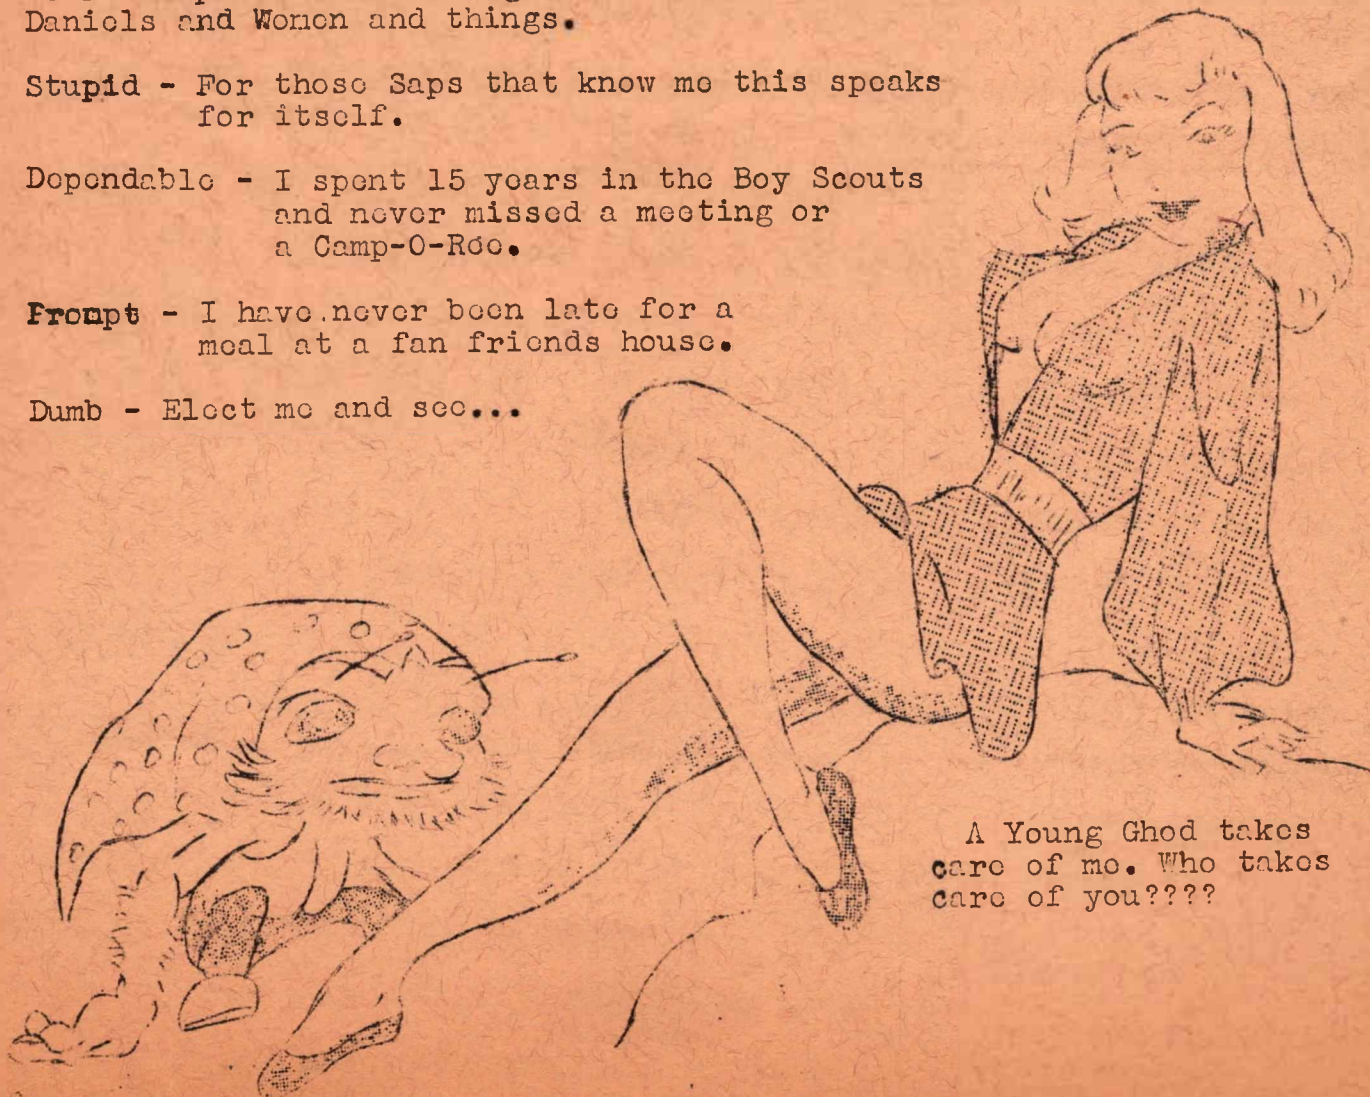 Daniels and Women and things.
Stupid - For those Saps that know me this speaks
for itself.
Dependable - I spent 15 years in the Boy Scouts
and never missed a meeting or
a Camp-O-Ree.
Prompt - I have never been late for a
meal at a fan friends house.
Dumb - Elect me and see...
A Young Ghod takes
care of me. Who takes
care of you????